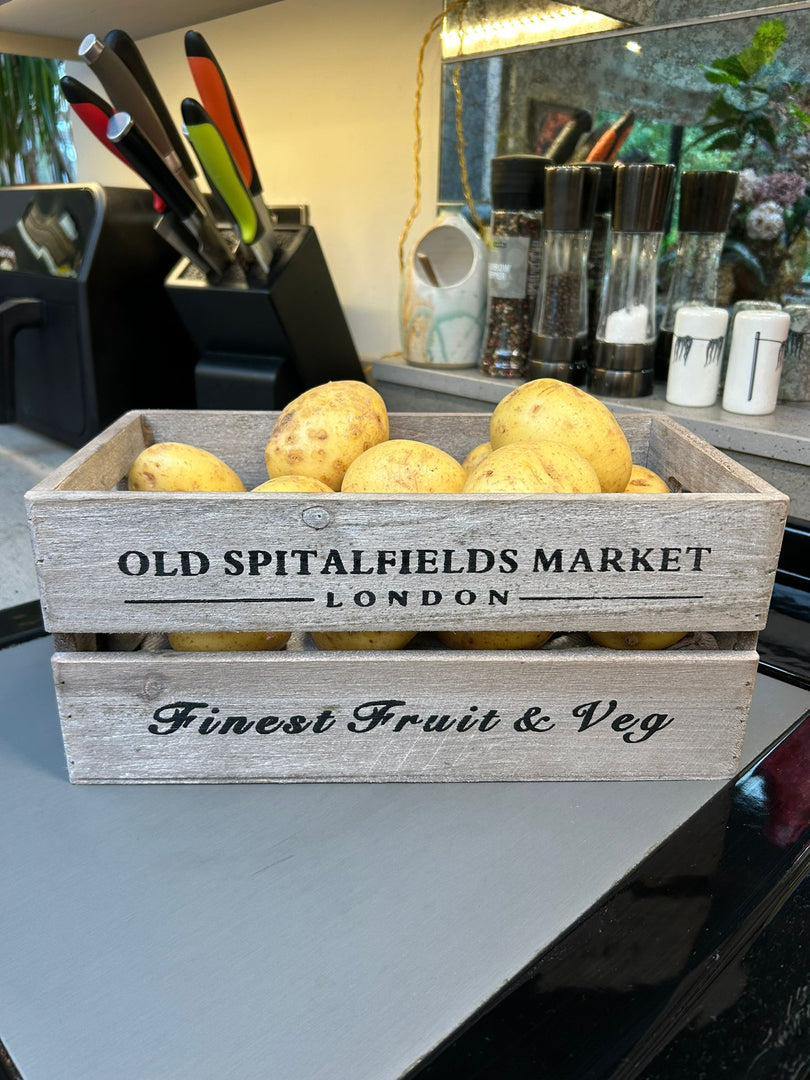 OLD SPITALFIELDS MARKET
LONDON
Finest Fruit & Veg